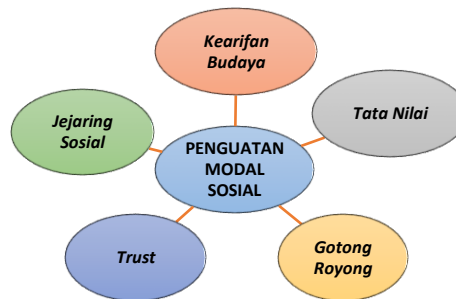 Kearifan
Budaya
Jejaring
Sosial
Tata Nilai
PENGUATAN
MODAL
SOSIAL
Trust
Gotong
Royong